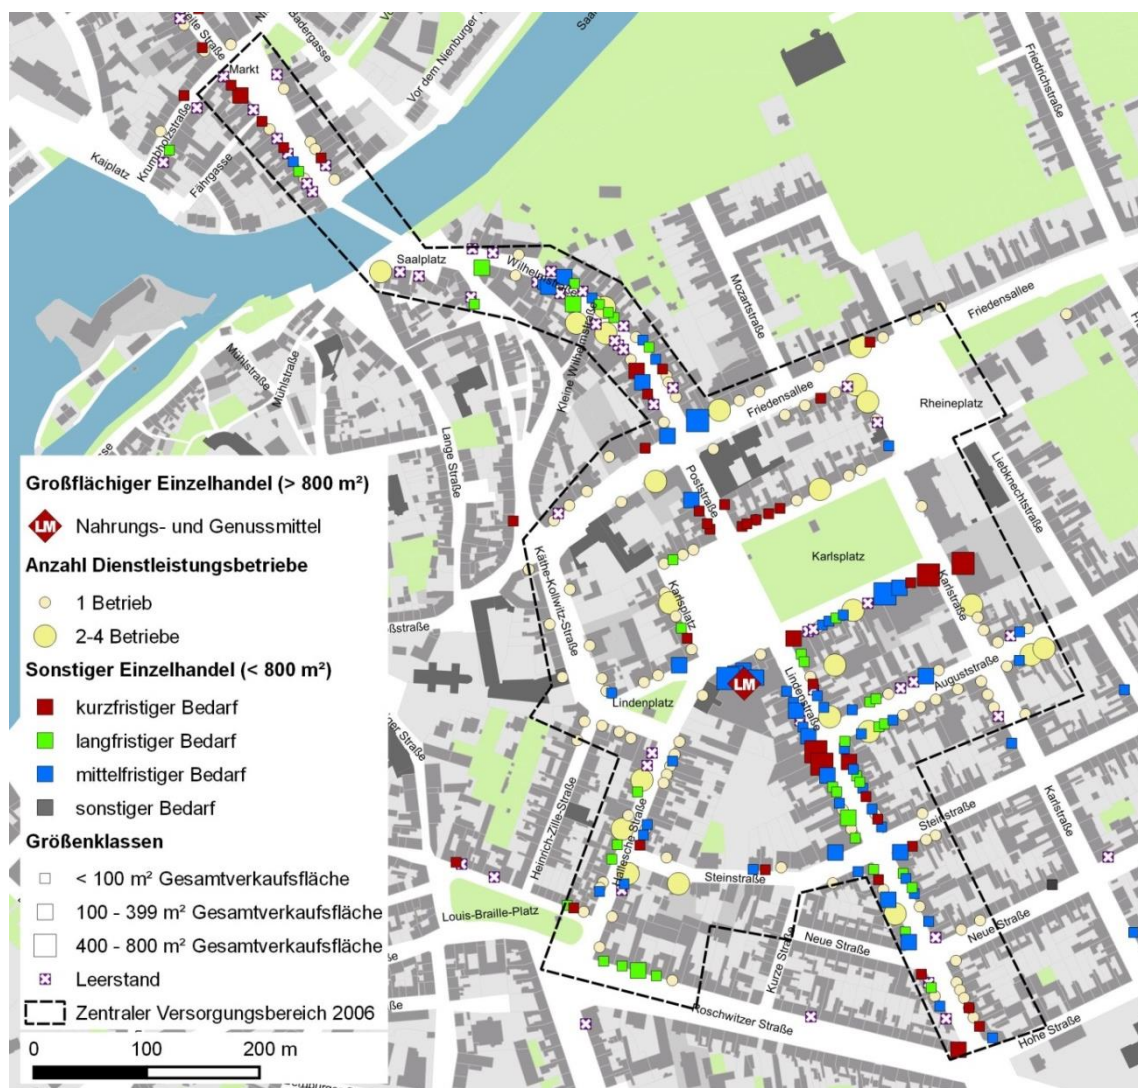 Breite Straße
Badergasse
Markt
Vor dem Nienburger
Krumbholzstraße
Fährgasse
Kaiplatz
Friedrichstraße
Saalplatz
Wilhelmstraße
Mozartstraße
Friedensallee
Kleine Wilhelmstraße
Mühlstraße
Mühlstraße
Friedensallee
Rheineplatz
Lange Straße
Poststraße
Liebknechtstraße
Käthe-Kollwitz-Straße
Karlsplatz
Karlsplatz
Karlstraße
Auguststraße
Lindenstraße
LM
Lindenplatz
Heinrich-Zille-Straße
Hallesche Straße
Steinstraße
Steinstraße
Karlstraße
Louis-Braille-Platz
Neue Straße
Neue Straße
Kurze Straße
Roschwitzer Straße
Hohe Straße
Großflächiger Einzelhandel (> 800 m²)
LM Nahrungs- und Genussmittel
Anzahl Dienstleistungsbetriebe
1 Betrieb
2-4 Betriebe
Sonstiger Einzelhandel (< 800 m²)
kurzfristiger Bedarf
langfristiger Bedarf
mittelfristiger Bedarf
sonstiger Bedarf
Größenklassen
< 100 m² Gesamtverkaufsfläche
100 - 399 m² Gesamtverkaufsfläche
400 - 800 m² Gesamtverkaufsfläche
Leerstand
Zentraler Versorgungsbereich 2006
0 100 200 m